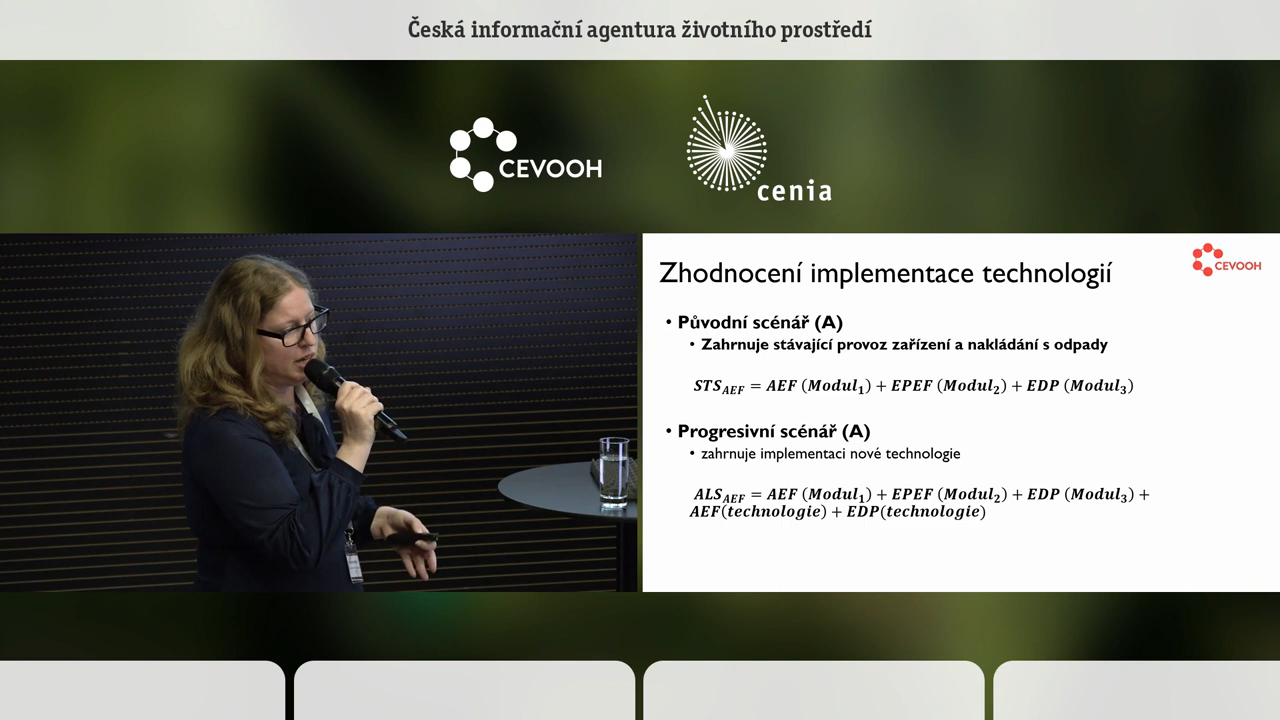 Česká informační agentura životního prostředí
CEVOOH
cenia
CEVOOH
Zhodnocení implementace technologií
• Původní scénář (A)
• Zahrnuje stávající provoz zařízení a nakládání s odpady
STS_AEF = AEF (Modul_1) + EPEF (Modul_2) + EDP (Modul_3)
• Progresivní scénář (A)
• zahrnuje implementaci nové technologie
ALS_AEF = AEF (Modul_1) + EPEF (Modul_2) + EDP (Modul_3) +
AEF(technologie) + EDP(technologie)